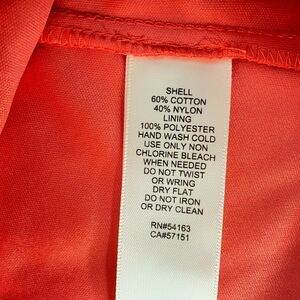 SHELL
60% COTTON
40% NYLON
LINING
100% POLYESTER
HAND WASH COLD
USE ONLY NON
CHLORINE BLEACH
WHEN NEEDED
DO NOT TWIST
OR WRING
DRY FLAT
DO NOT IRON
OR DRY CLEAN
RN#54163
CA#57151